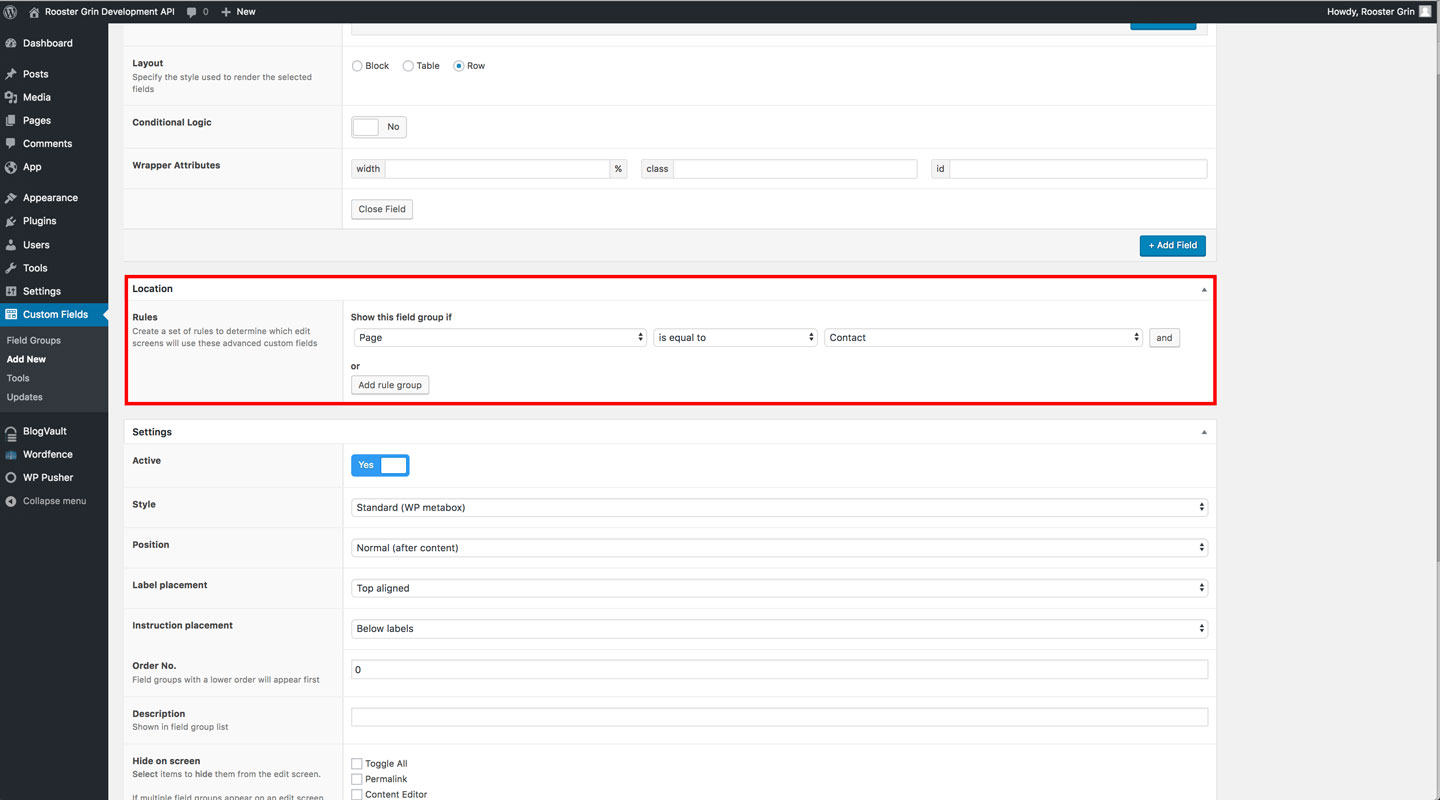 Rooster Grin Development API 0 + New Howdy, Rooster Grin
Dashboard
Posts
Media
Pages
Comments
App
Appearance
Plugins
Users
Tools
Settings
Custom Fields
Field Groups
Add New
Tools
Updates
BlogVault
Wordfence
WP Pusher
Collapse menu
Layout
Specify the style used to render the selected
fields
Block Table Row
Conditional Logic
No
Wrapper Attributes
width % class id
Close Field
+ Add Field
Location
Rules
Create a set of rules to determine which edit
screens will use these advanced custom fields
Show this field group if
Page is equal to Contact and
or
Add rule group
Settings
Active
Yes
Style
Standard (WP metabox)
Position
Normal (after content)
Label placement
Top aligned
Instruction placement
Below labels
Order No.
Field groups with a lower order will appear first
0
Description
Shown in field group list
Hide on screen
Select items to hide them from the edit screen.
If multiple field groups appear on an edit screen,
Toggle All
Permalink
Content Editor